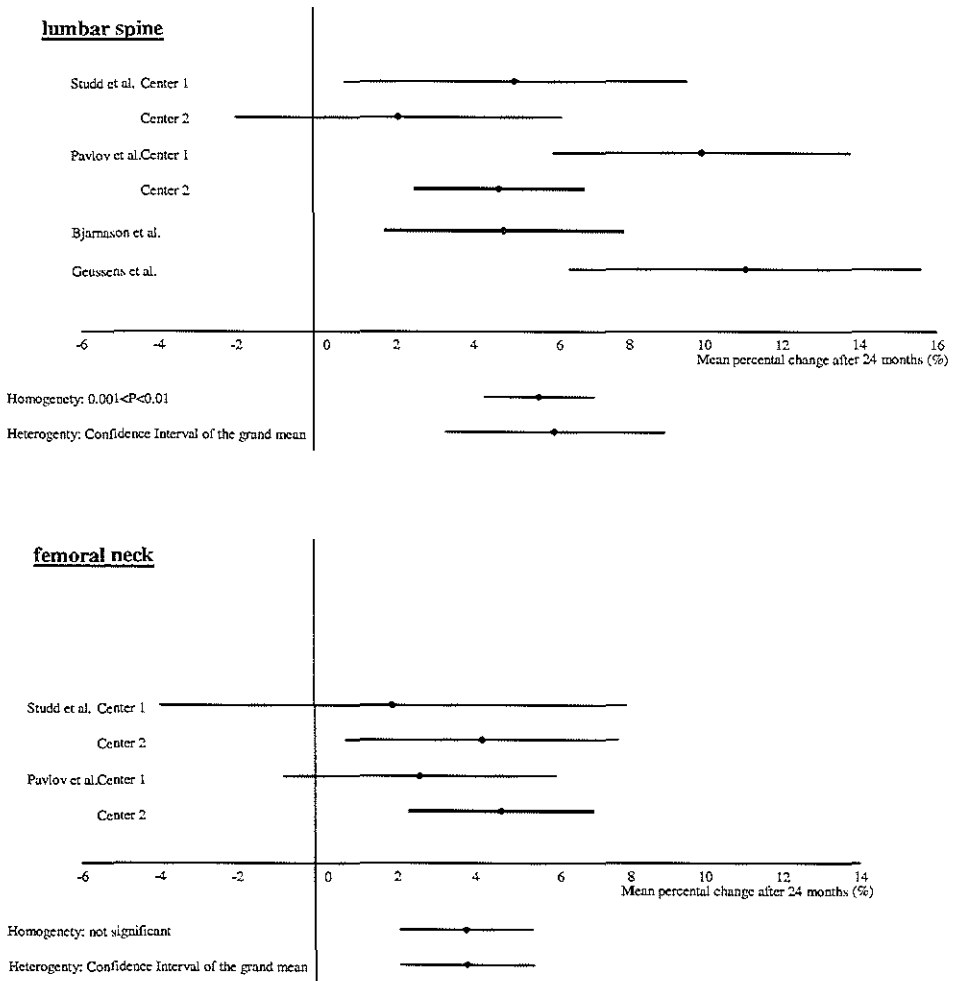 lumbar spine
Studd et al. Center 1
Center 2
Pavlov et al.Center 1
Center 2
Bjarnason et al.
Geussens et al.
-6 -4 -2 0 2 4 6 8 10 12 14 16
Mean percental change after 24 months (%)
Homogenety: 0.001<P<0.01
Heterogenty: Confidence Interval of the grand mean
femoral neck
Studd et al. Center 1
Center 2
Pavlov et al.Center 1
Center 2
-6 -4 -2 0 2 4 6 8 10 12 14
Mean percental change after 24 months (%)
Homogenety: not significant
Heterogenty: Confidence Interval of the grand mean